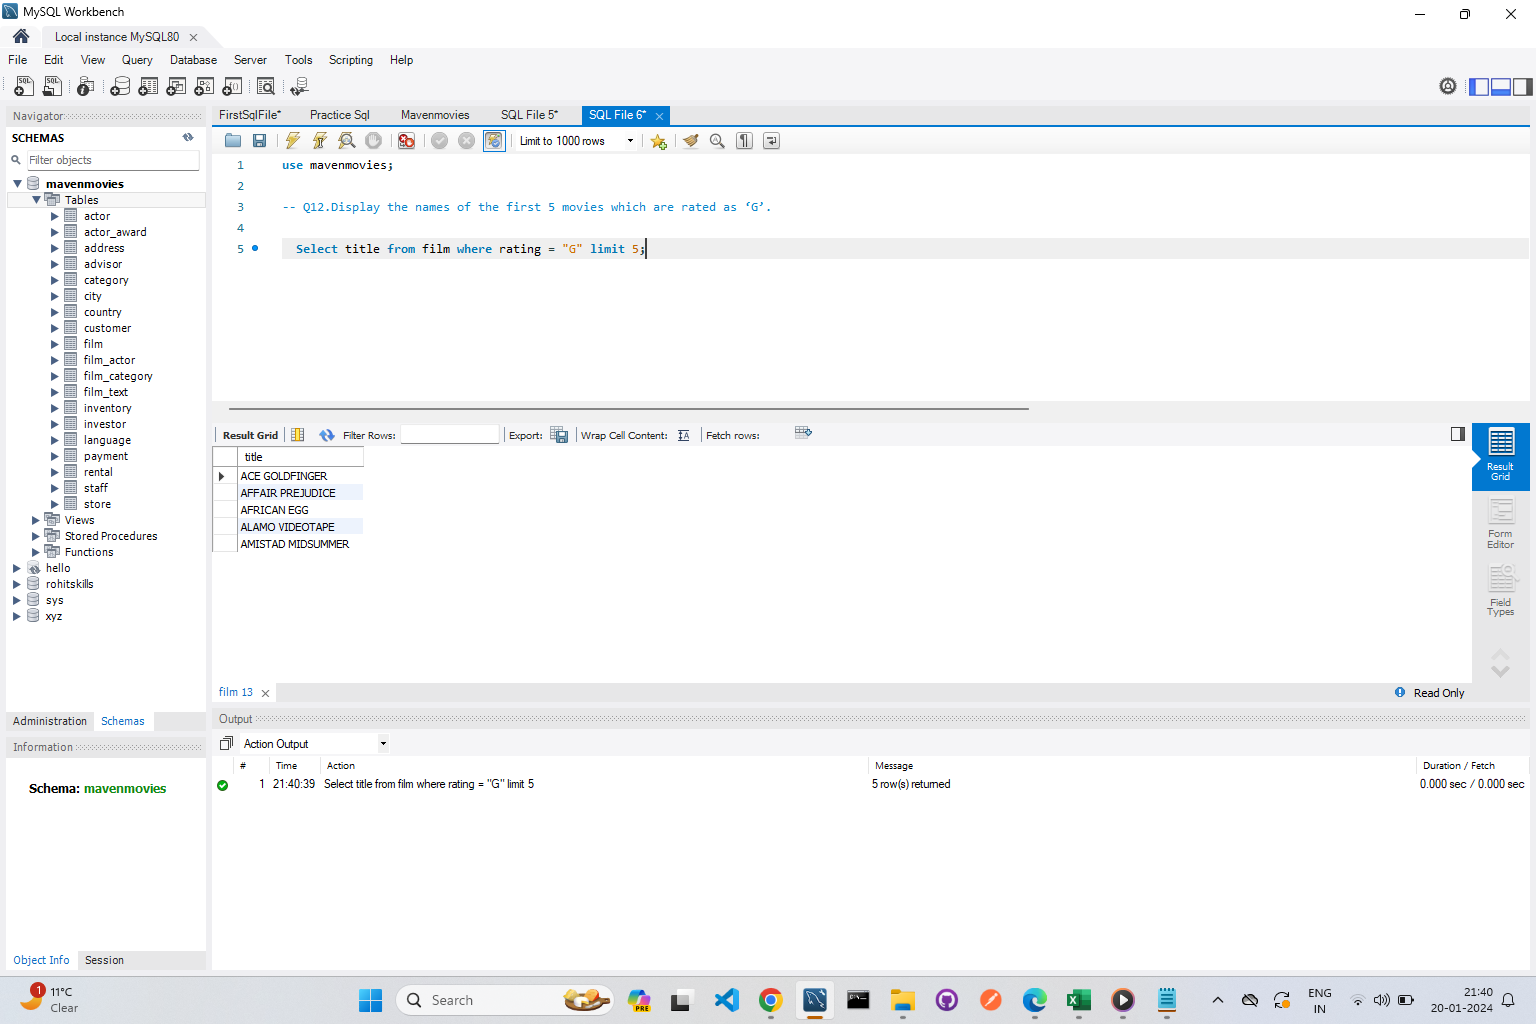 MySQL Workbench
Local instance MySQL80
File Edit View Query Database Server Tools Scripting Help
Navigator
SCHEMAS
Filter objects
mavenmovies
Tables
actor
actor_award
address
advisor
category
city
country
customer
film
film_actor
film_category
film_text
inventory
investor
language
payment
rental
staff
store
Views
Stored Procedures
Functions
hello
rohitskills
sys
xyz
Administration Schemas
Information
Schema: mavenmovies
Object Info Session
FirstSqlFile* Practice Sql Mavenmovies SQL File 5* SQL File 6*
Limit to 1000 rows
1 use mavenmovies;
2
3 -- Q12.Display the names of the first 5 movies which are rated as ‘G’.
4
5 Select title from film where rating = "G" limit 5;
Result Grid Filter Rows: Export: Wrap Cell Content: Fetch rows:
title
ACE GOLDFINGER
AFFAIR PREJUDICE
AFRICAN EGG
ALAMO VIDEOTAPE
AMISTAD MIDSUMMER
Result
Grid
Form
Editor
Field
Types
film 13
Read Only
Output
Action Output
# Time Action Message Duration / Fetch
1 21:40:39 Select title from film where rating = "G" limit 5 5 row(s) returned 0.000 sec / 0.000 sec
1
11°C
Clear
Search
PRE
ENG
IN
21:40
20-01-2024